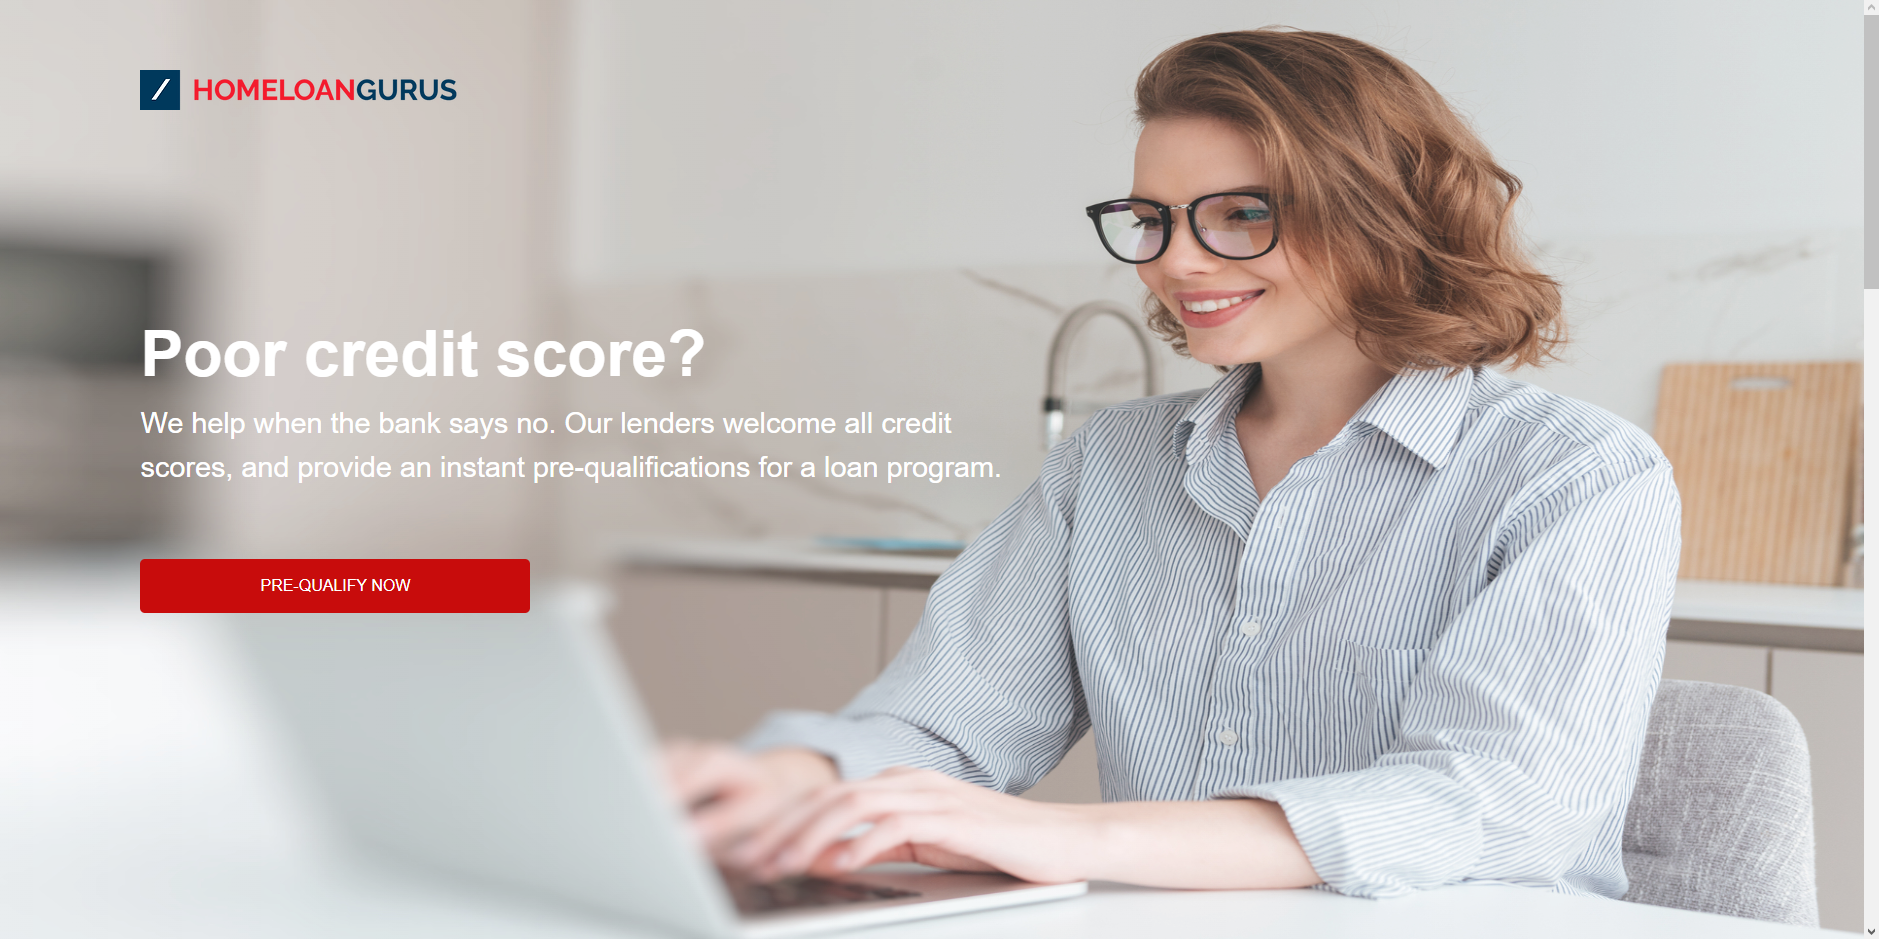 HOMELOANGURUS
Poor credit score?
We help when the bank says no. Our lenders welcome all credit
scores, and provide an instant pre-qualifications for a loan program.
PRE-QUALIFY NOW